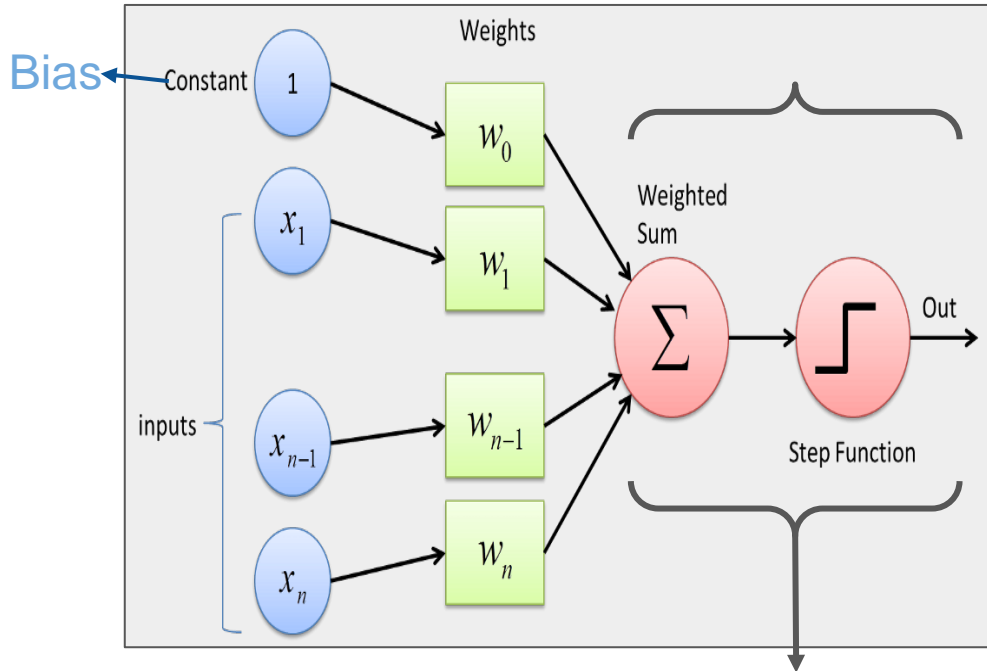 Weights
Bias
Constant
1
w₀
x₁
w₁
Weighted
Sum
Σ
Out
inputs
xₙ₋₁
wₙ₋₁
Step Function
xₙ
wₙ